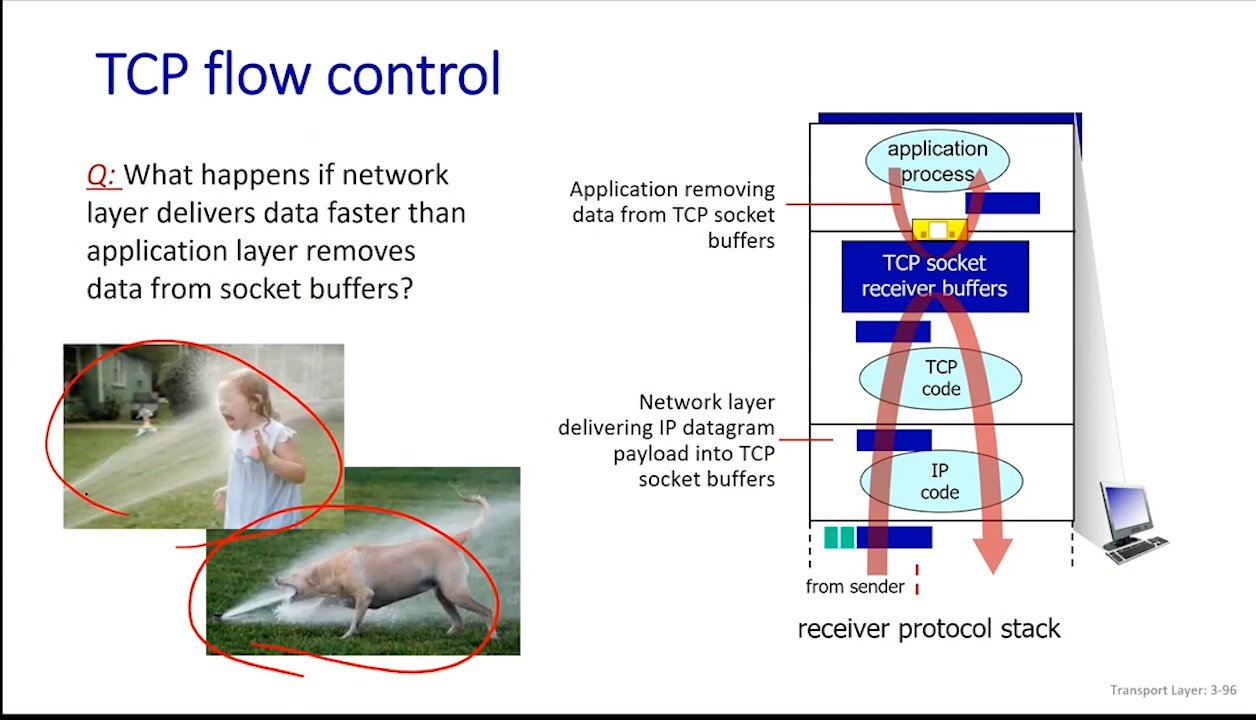 TCP flow control
Q: What happens if network
layer delivers data faster than
application layer removes
data from socket buffers?
Application removing
data from TCP socket
buffers
Network layer
delivering IP datagram
payload into TCP
socket buffers
application
process
TCP socket
receiver buffers
TCP
code
IP
code
from sender
receiver protocol stack
Transport Layer: 3-96